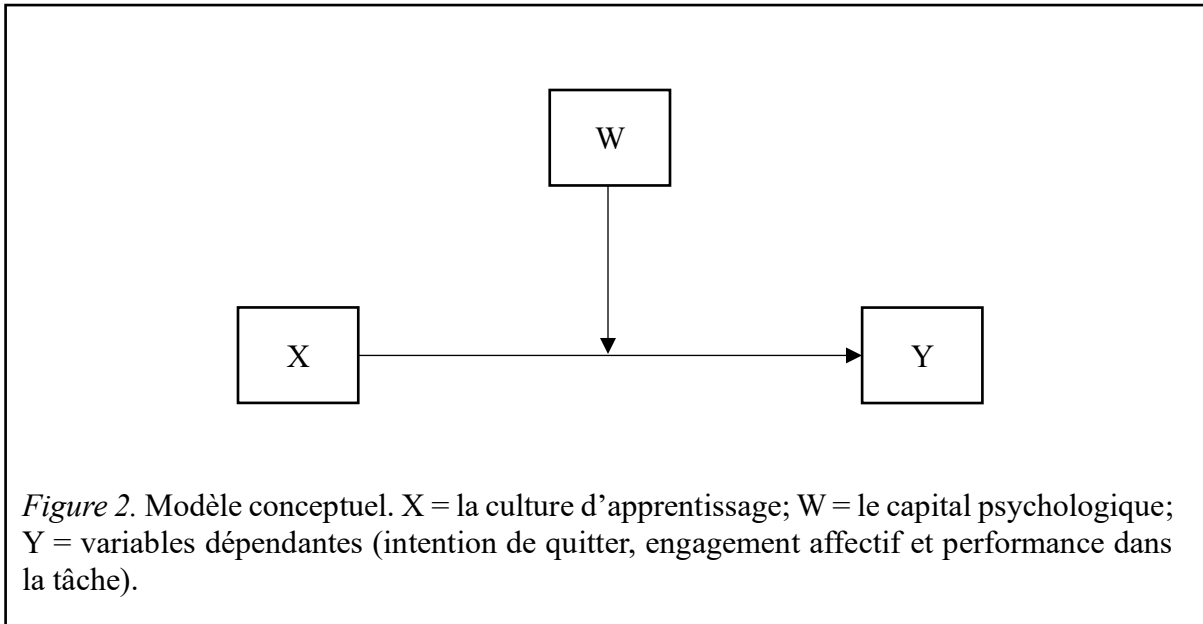 W
X
Y
Figure 2. Modèle conceptuel. X = la culture d’apprentissage; W = le capital psychologique;
Y = variables dépendantes (intention de quitter, engagement affectif et performance dans
la tâche).